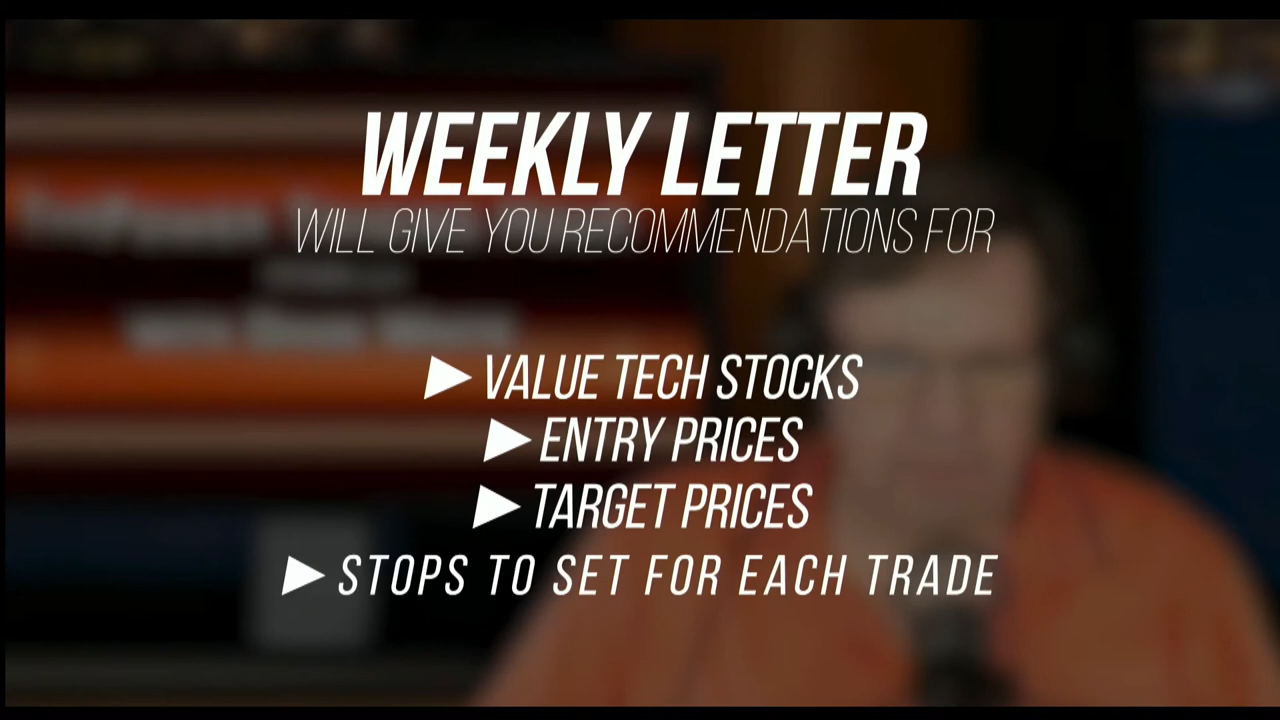 WEEKLY LETTER
WILL GIVE YOU RECOMMENDATIONS FOR
VALUE TECH STOCKS
ENTRY PRICES
TARGET PRICES
STOPS TO SET FOR EACH TRADE